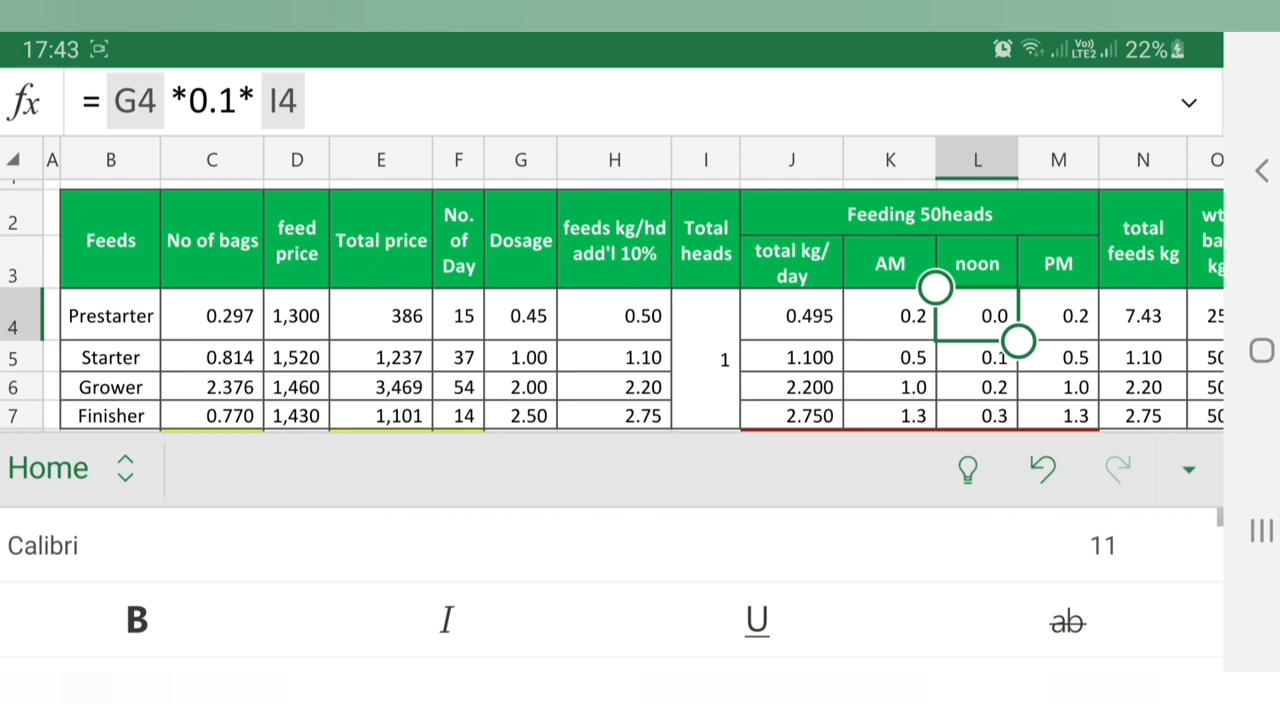 17:43 Vo)) LTE2 22%
fx = G4 *0.1* I4
A B C D E F G H I J K L M N O
2 Feeds No of bags feed price Total price No. of Day Dosage feeds kg/hd add'l 10% Total heads Feeding 50heads total feeds kg wt ba kg
3 total kg/ day AM noon PM
4 Prestarter 0.297 1,300 386 15 0.45 0.50 0.495 0.2 0.0 0.2 7.43 25
5 Starter 0.814 1,520 1,237 37 1.00 1.10 1 1.100 0.5 0.1 0.5 1.10 50
6 Grower 2.376 1,460 3,469 54 2.00 2.20 2.200 1.0 0.2 1.0 2.20 50
7 Finisher 0.770 1,430 1,101 14 2.50 2.75 2.750 1.3 0.3 1.3 2.75 50
Home
Calibri 11
B I U ab